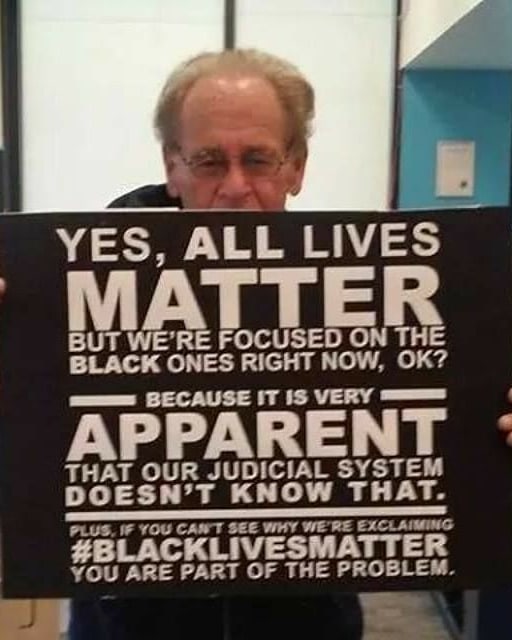 YES, ALL LIVES
MATTER
BUT WE'RE FOCUSED ON THE
BLACK ONES RIGHT NOW, OK?
BECAUSE IT IS VERY
APPARENT
THAT OUR JUDICIAL SYSTEM
DOESN'T KNOW THAT.
PLUS, IF YOU CAN'T SEE WHY WE'RE EXCLAIMING
#BLACKLIVESMATTER
YOU ARE PART OF THE PROBLEM.